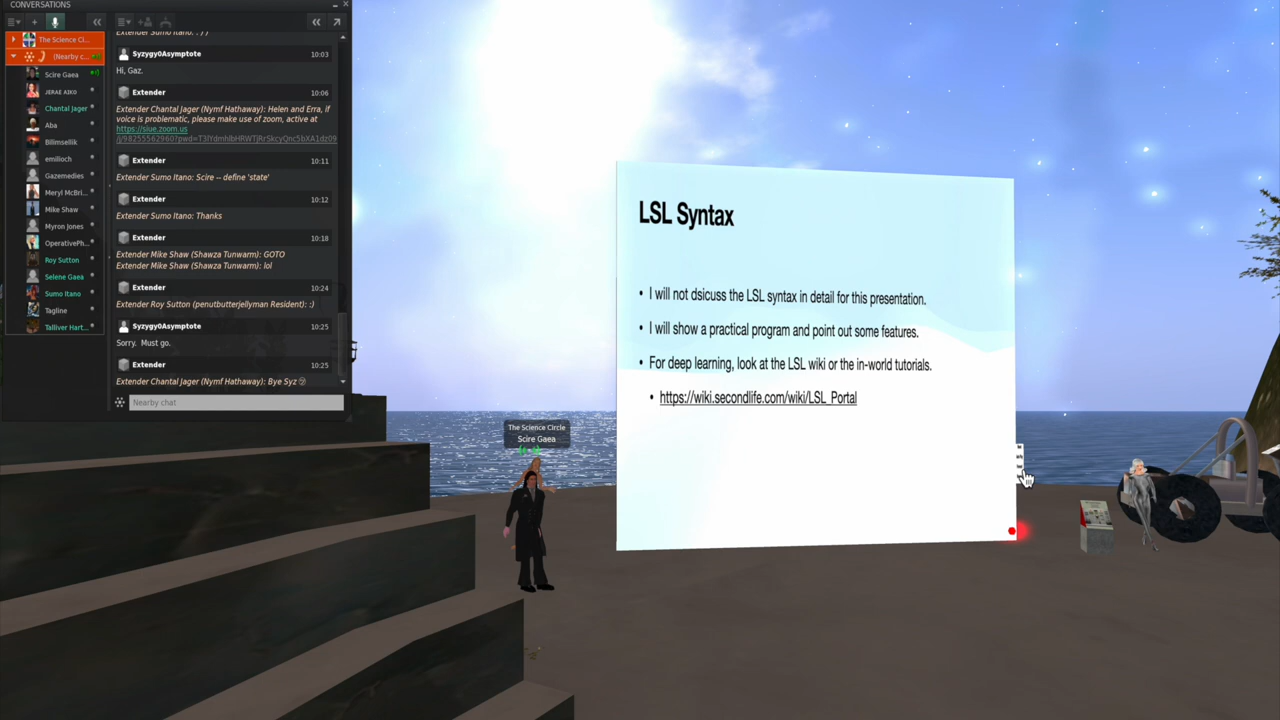 CONVERSATIONS
The Science Cir...
(Nearby c...
Scire Gaea
JERAE AIKO
Chantal Jager
Aba
Bilimsellik
emilioch
Gazemedies
Meryl McBri...
Mike Shaw
Myron Jones
OperativePh...
Roy Sutton
Selene Gaea
Sumo Itano
Tagline
Talliver Hart...
Syzygy0Asymptote 10:03
Hi, Gaz.
Extender 10:06
Extender Chantal Jager (Nymf Hathaway): Helen and Erra, if
voice is problematic, please make use of zoom, active at
https://siue.zoom.us
Extender 10:11
Extender Sumo Itano: Scire -- define 'state'
Extender 10:12
Extender Sumo Itano: Thanks
Extender 10:18
Extender Mike Shaw (Shawza Tunwarm): GOTO
Extender Mike Shaw (Shawza Tunwarm): lol
Extender 10:24
Extender Roy Sutton (penutbutterjellyman Resident): :)
Syzygy0Asymptote 10:25
Sorry. Must go.
Extender 10:25
Extender Chantal Jager (Nymf Hathaway): Bye Syz
Nearby chat
The Science Circle
Scire Gaea
LSL Syntax
• I will not dsicuss the LSL syntax in detail for this presentation.
• I will show a practical program and point out some features.
• For deep learning, look at the LSL wiki or the in-world tutorials.
• https://wiki.secondlife.com/wiki/LSL_Portal